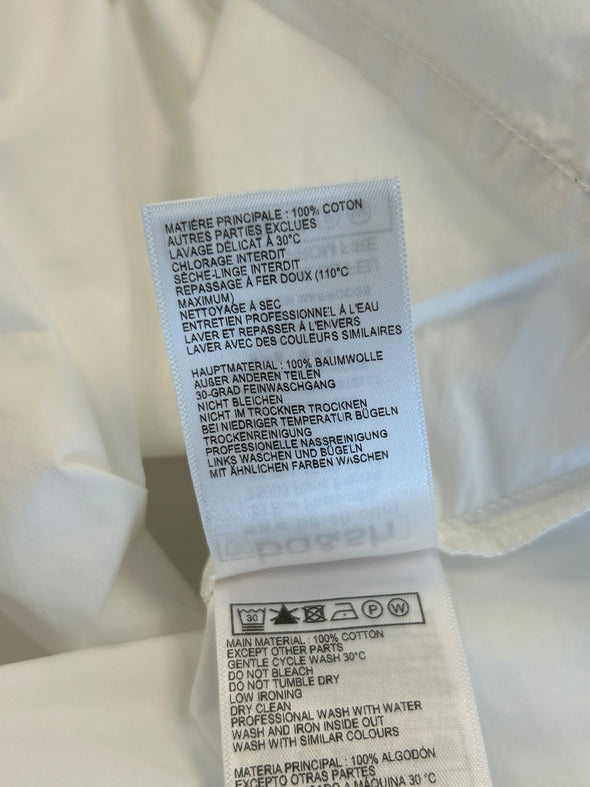 MATIÈRE PRINCIPALE : 100% COTON
AUTRES PARTIES EXCLUES
LAVAGE DÉLICAT À 30°C
CHLORAGE INTERDIT
SÈCHE-LINGE INTERDIT
REPASSAGE À FER DOUX (110°C
MAXIMUM)
NETTOYAGE À SEC
ENTRETIEN PROFESSIONNEL À L'EAU
LAVER ET REPASSER À L'ENVERS
LAVER AVEC DES COULEURS SIMILAIRES
HAUPTMATERIAL : 100% BAUMWOLLE
AUßER ANDEREN TEILEN
30-GRAD FEINWASCHGANG
NICHT BLEICHEN
NICHT IM TROCKNER TROCKNEN
BEI NIEDRIGER TEMPERATUR BÜGELN
TROCKENREINIGUNG
PROFESSIONELLE NASSREINIGUNG
LINKS WASCHEN UND BÜGELN
MIT ÄHNLICHEN FARBEN WASCHEN
ba&sh
30 P W
MAIN MATERIAL : 100% COTTON
EXCEPT OTHER PARTS
GENTLE CYCLE WASH 30°C
DO NOT BLEACH
DO NOT TUMBLE DRY
LOW IRONING
DRY CLEAN
PROFESSIONAL WASH WITH WATER
WASH AND IRON INSIDE OUT
WASH WITH SIMILAR COLOURS
MATERIA PRINCIPAL : 100% ALGODÓN
EXCEPTO OTRAS PARTES
A MÁQUINA 30 °C